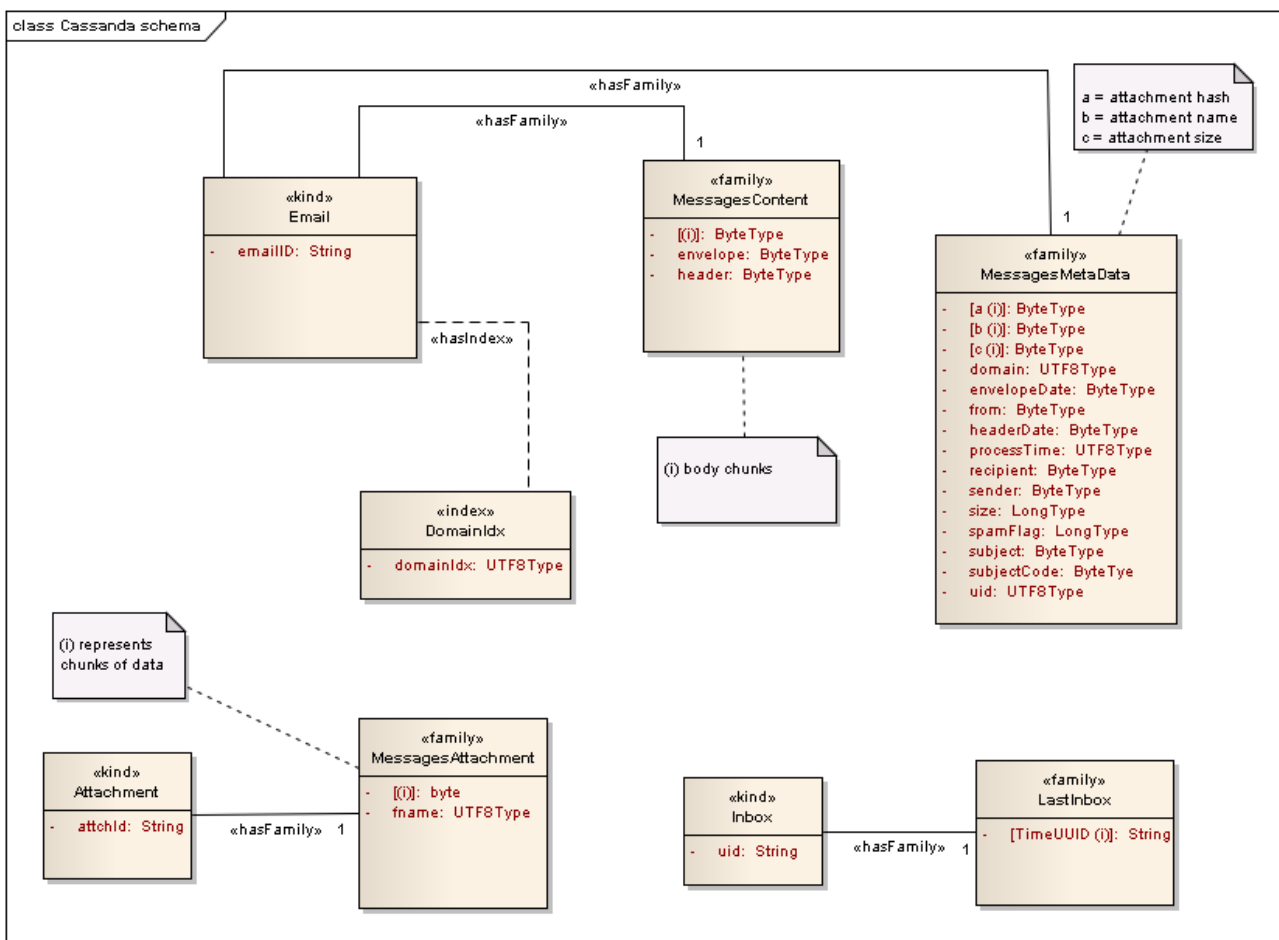 class Cassanda schema
«hasFamily»
«hasFamily»
1
1
a = attachment hash
b = attachment name
c = attachment size
«kind»
Email
- emailID: String
«family»
MessagesContent
- [(i)]: ByteType
- envelope: ByteType
- header: ByteType
«family»
MessagesMetaData
- [a (i)]: ByteType
- [b (i)]: ByteType
- [c (i)]: ByteType
- domain: UTF8Type
- envelopeDate: ByteType
- from: ByteType
- headerDate: ByteType
- processTime: UTF8Type
- recipient: ByteType
- sender: ByteType
- size: LongType
- spamFlag: LongType
- subject: ByteType
- subjectCode: ByteTye
- uid: UTF8Type
«hasIndex»
(i) body chunks
«index»
DomainIdx
- domainIdx: UTF8Type
(i) represents
chunks of data
«kind»
Attachment
- attchId: String
«hasFamily»
1
«family»
MessagesAttachment
- [(i)]: byte
- fname: UTF8Type
«kind»
Inbox
- uid: String
«hasFamily»
1
«family»
LastInbox
- [TimeUUID (i)]: String